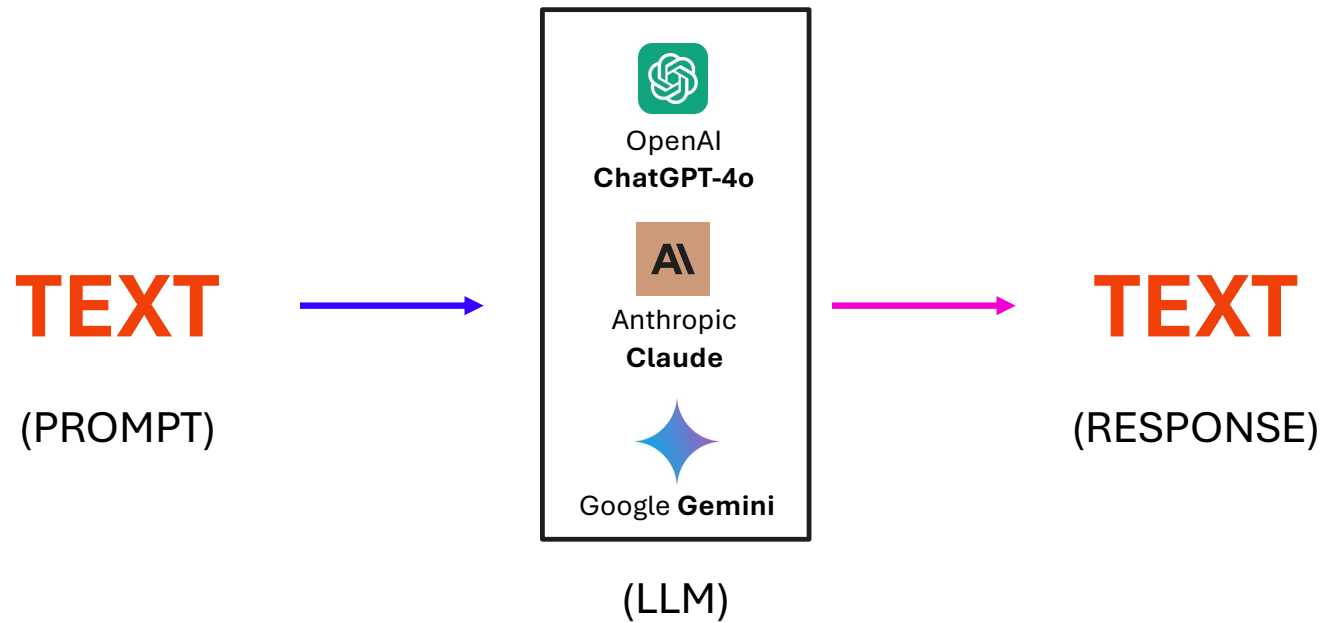 TEXT
(PROMPT)
OpenAI
ChatGPT-4o
Anthropic
Claude
Google Gemini
(LLM)
TEXT
(RESPONSE)